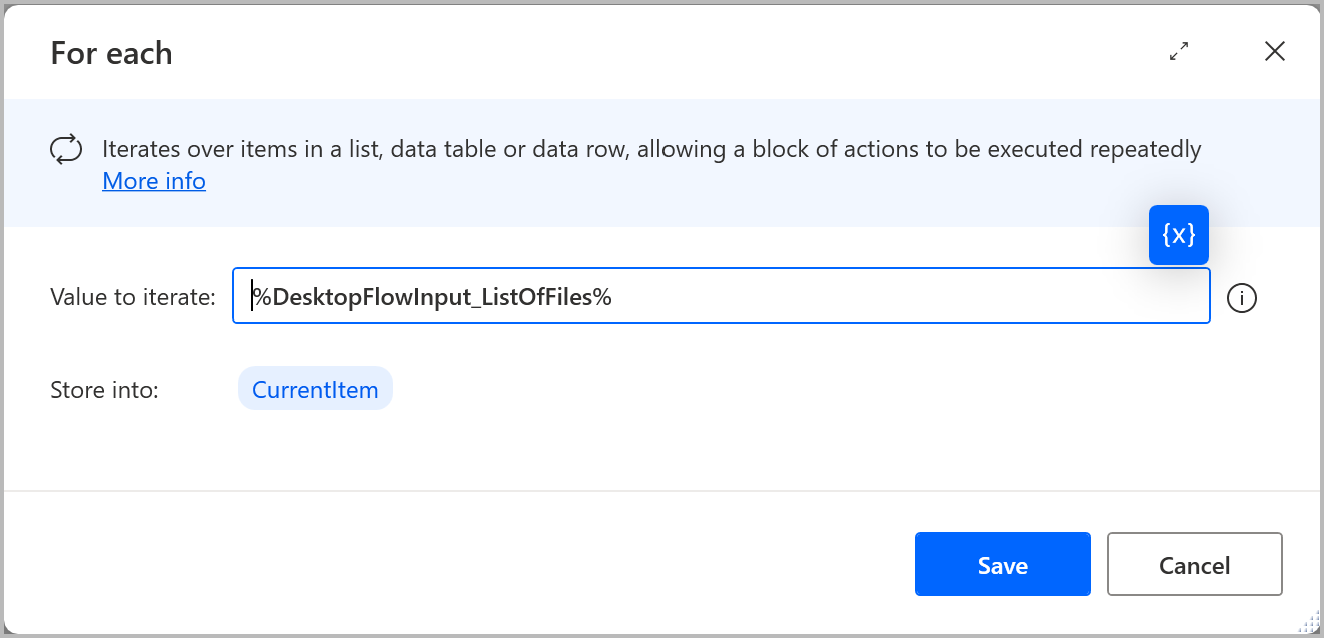 For each
Iterates over items in a list, data table or data row, allowing a block of actions to be executed repeatedly
More info
{x}
Value to iterate: %DesktopFlowInput_ListOfFiles%
Store into: CurrentItem
Save Cancel